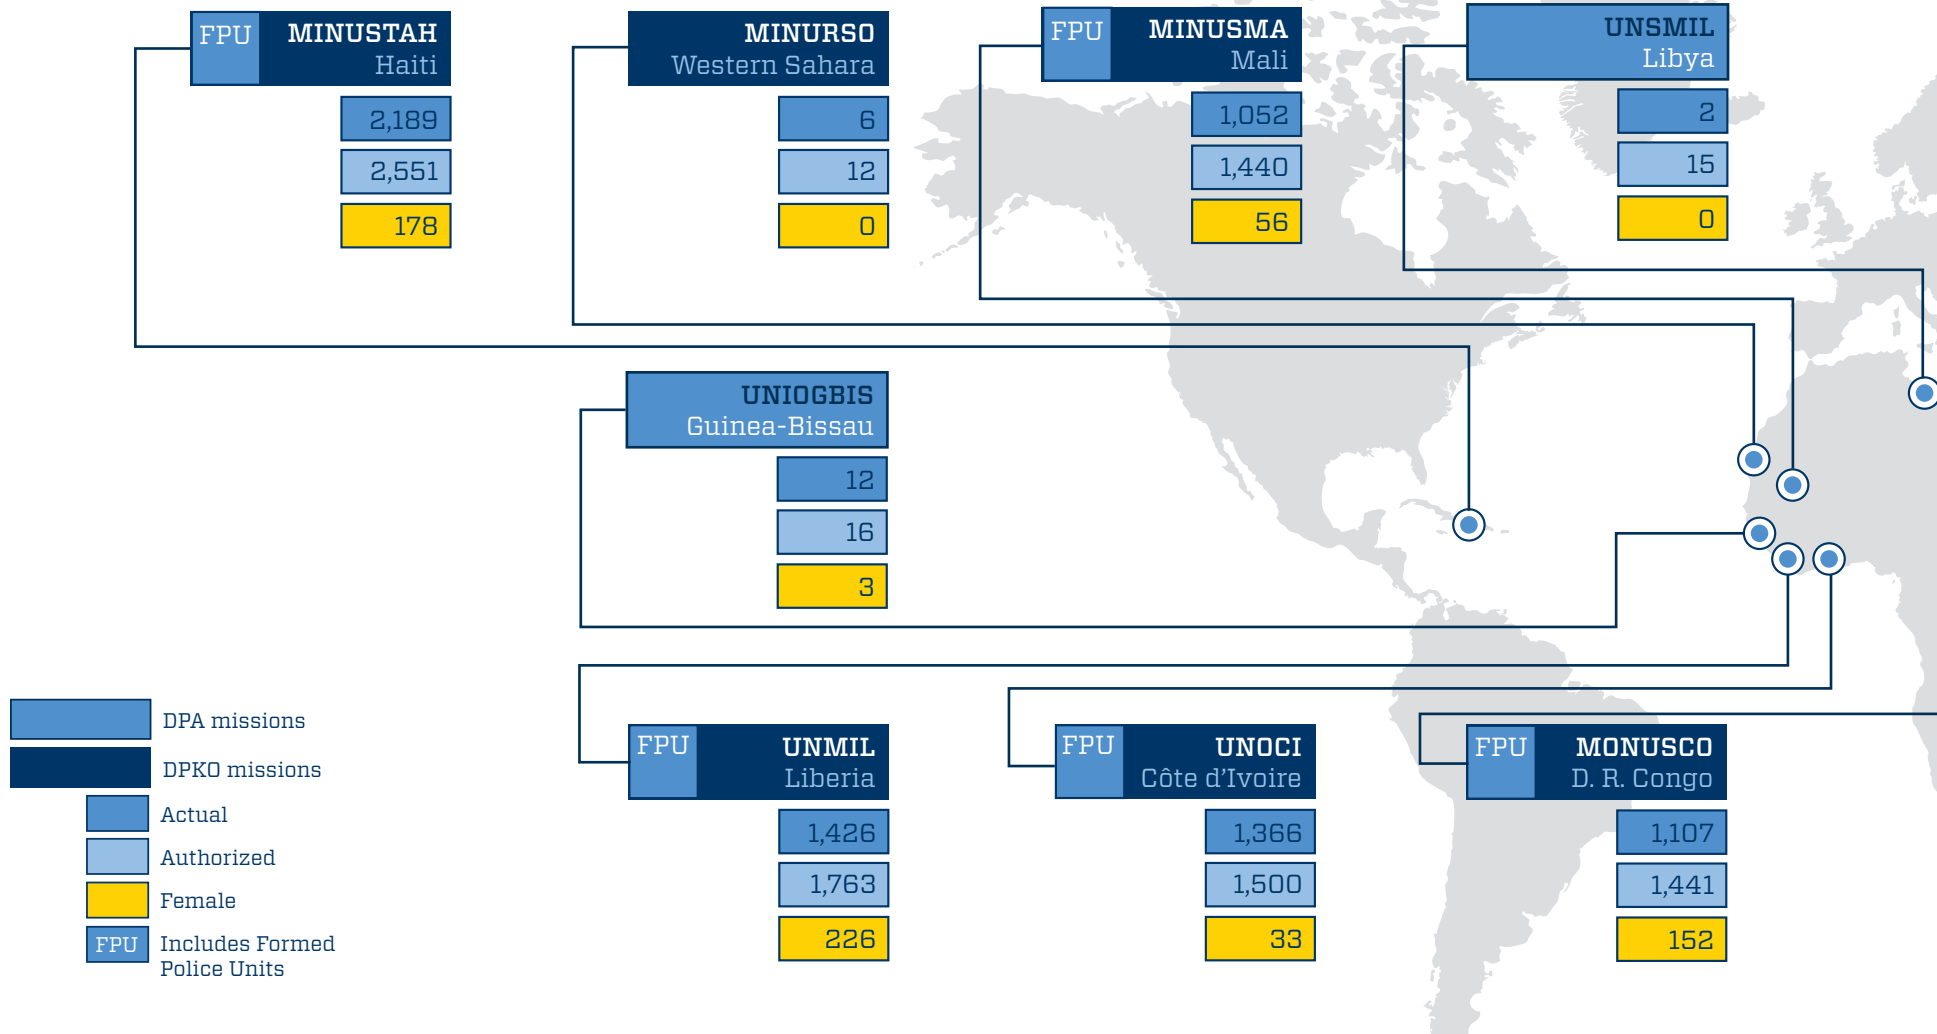 FPU
MINUSTAH
Haiti
2,189
2,551
178
MINURSO
Western Sahara
6
12
0
FPU
MINUSMA
Mali
1,052
1,440
56
UNSMIL
Libya
2
15
0
UNIOGBIS
Guinea-Bissau
12
16
3
DPA missions
DPKO missions
Actual
Authorized
Female
FPU
Includes Formed
Police Units
FPU
UNMIL
Liberia
1,426
1,763
226
FPU
UNOCI
Côte d’Ivoire
1,366
1,500
33
FPU
MONUSCO
D. R. Congo
1,107
1,441
152